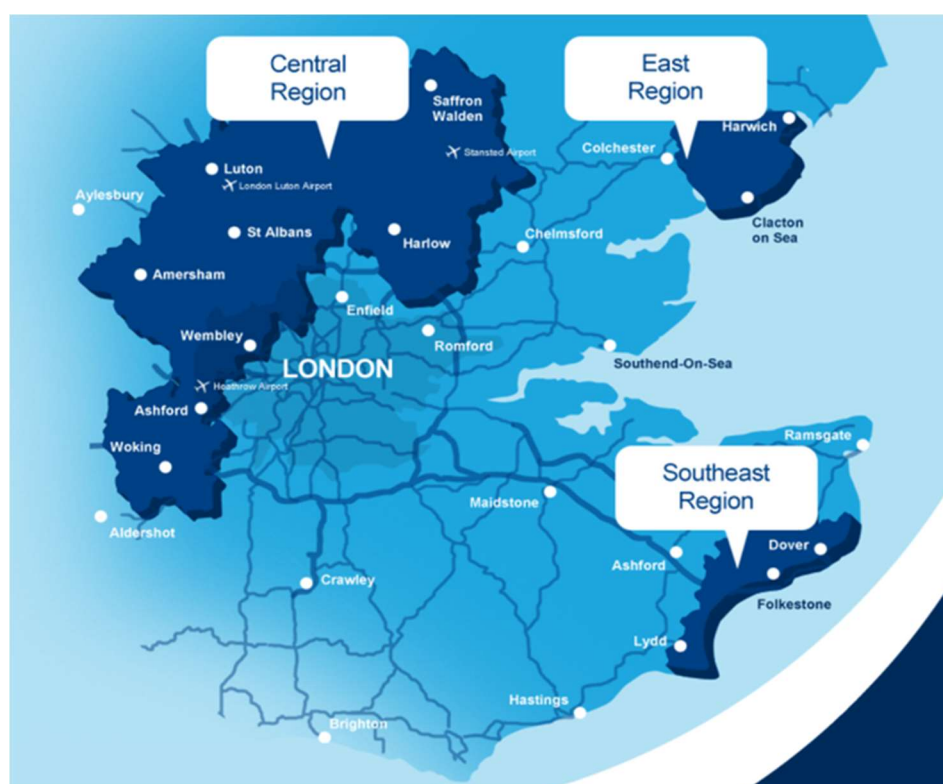 Central
Region
East
Region
Saffron
Walden
Harwich
Stansted Airport
Colchester
Luton
London Luton Airport
Aylesbury
Clacton
on Sea
St Albans
Harlow
Chelmsford
Amersham
Enfield
Wembley
Romford
LONDON
Southend-On-Sea
Heathrow Airport
Ashford
Woking
Ramsgate
Southeast
Region
Maidstone
Aldershot
Dover
Ashford
Crawley
Folkestone
Lydd
Hastings
Brighton